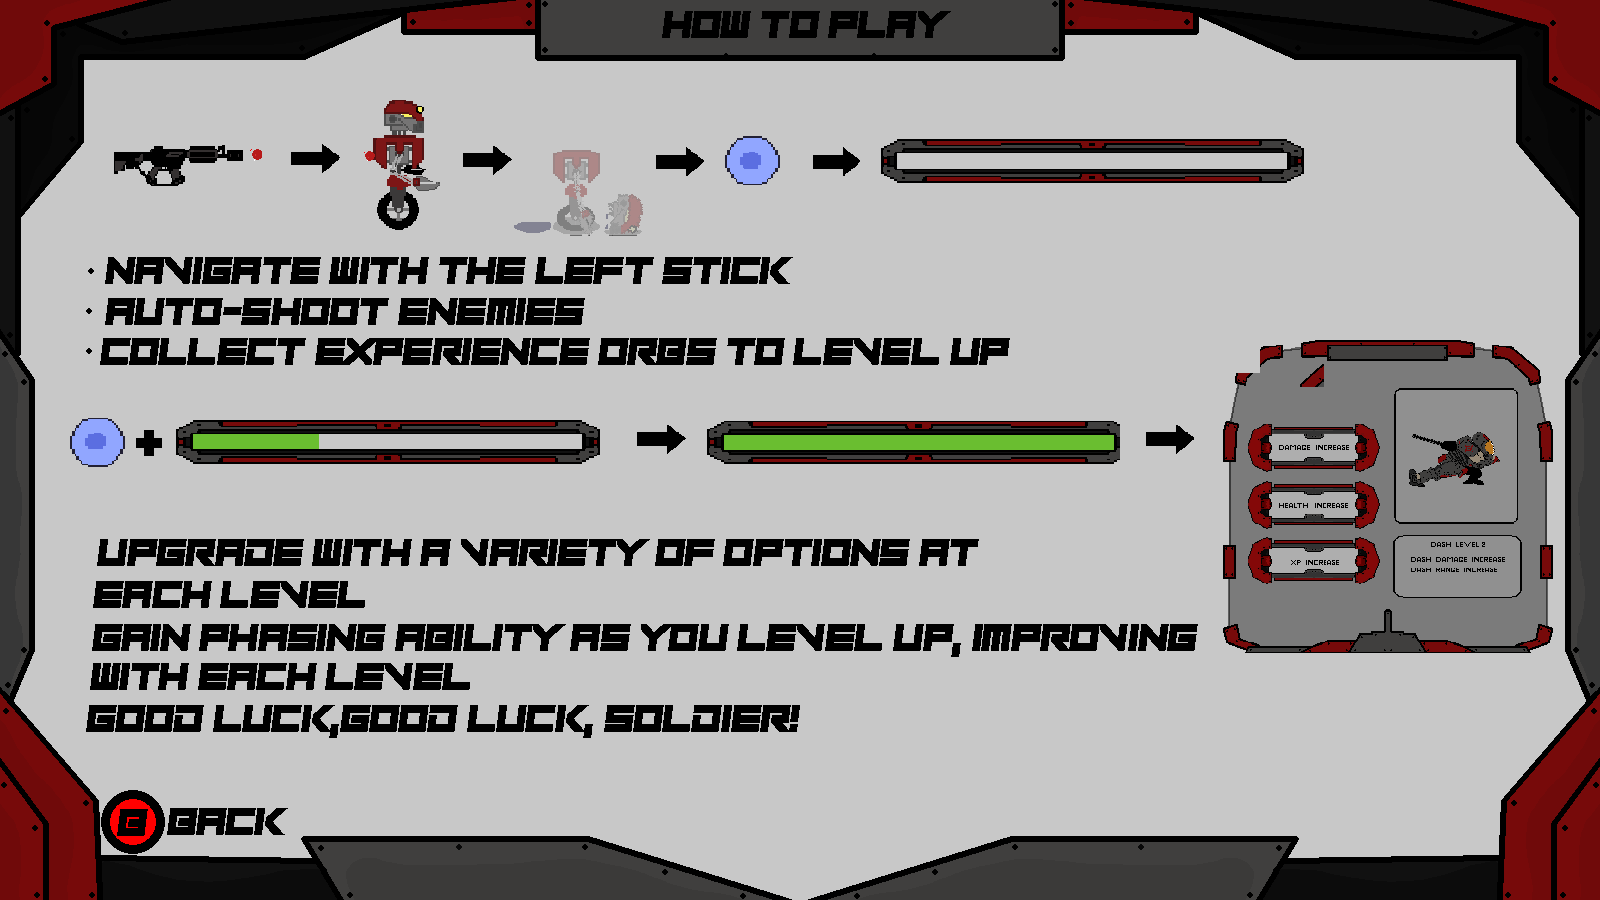 HOW TO PLAY
· NAVIGATE WITH THE LEFT STICK
· AUTO-SHOOT ENEMIES
· COLLECT EXPERIENCE ORBS TO LEVEL UP
DAMAGE INCREASE
HEALTH INCREASE
XP INCREASE
DASH LEVEL 2
DASH DAMAGE INCREASE
DASH RANGE INCREASE
UPGRADE WITH A VARIETY OF OPTIONS AT
EACH LEVEL
GAIN PHASING ABILITY AS YOU LEVEL UP, IMPROVING
WITH EACH LEVEL
GOOD LUCK,GOOD LUCK, SOLDIER!
B BACK